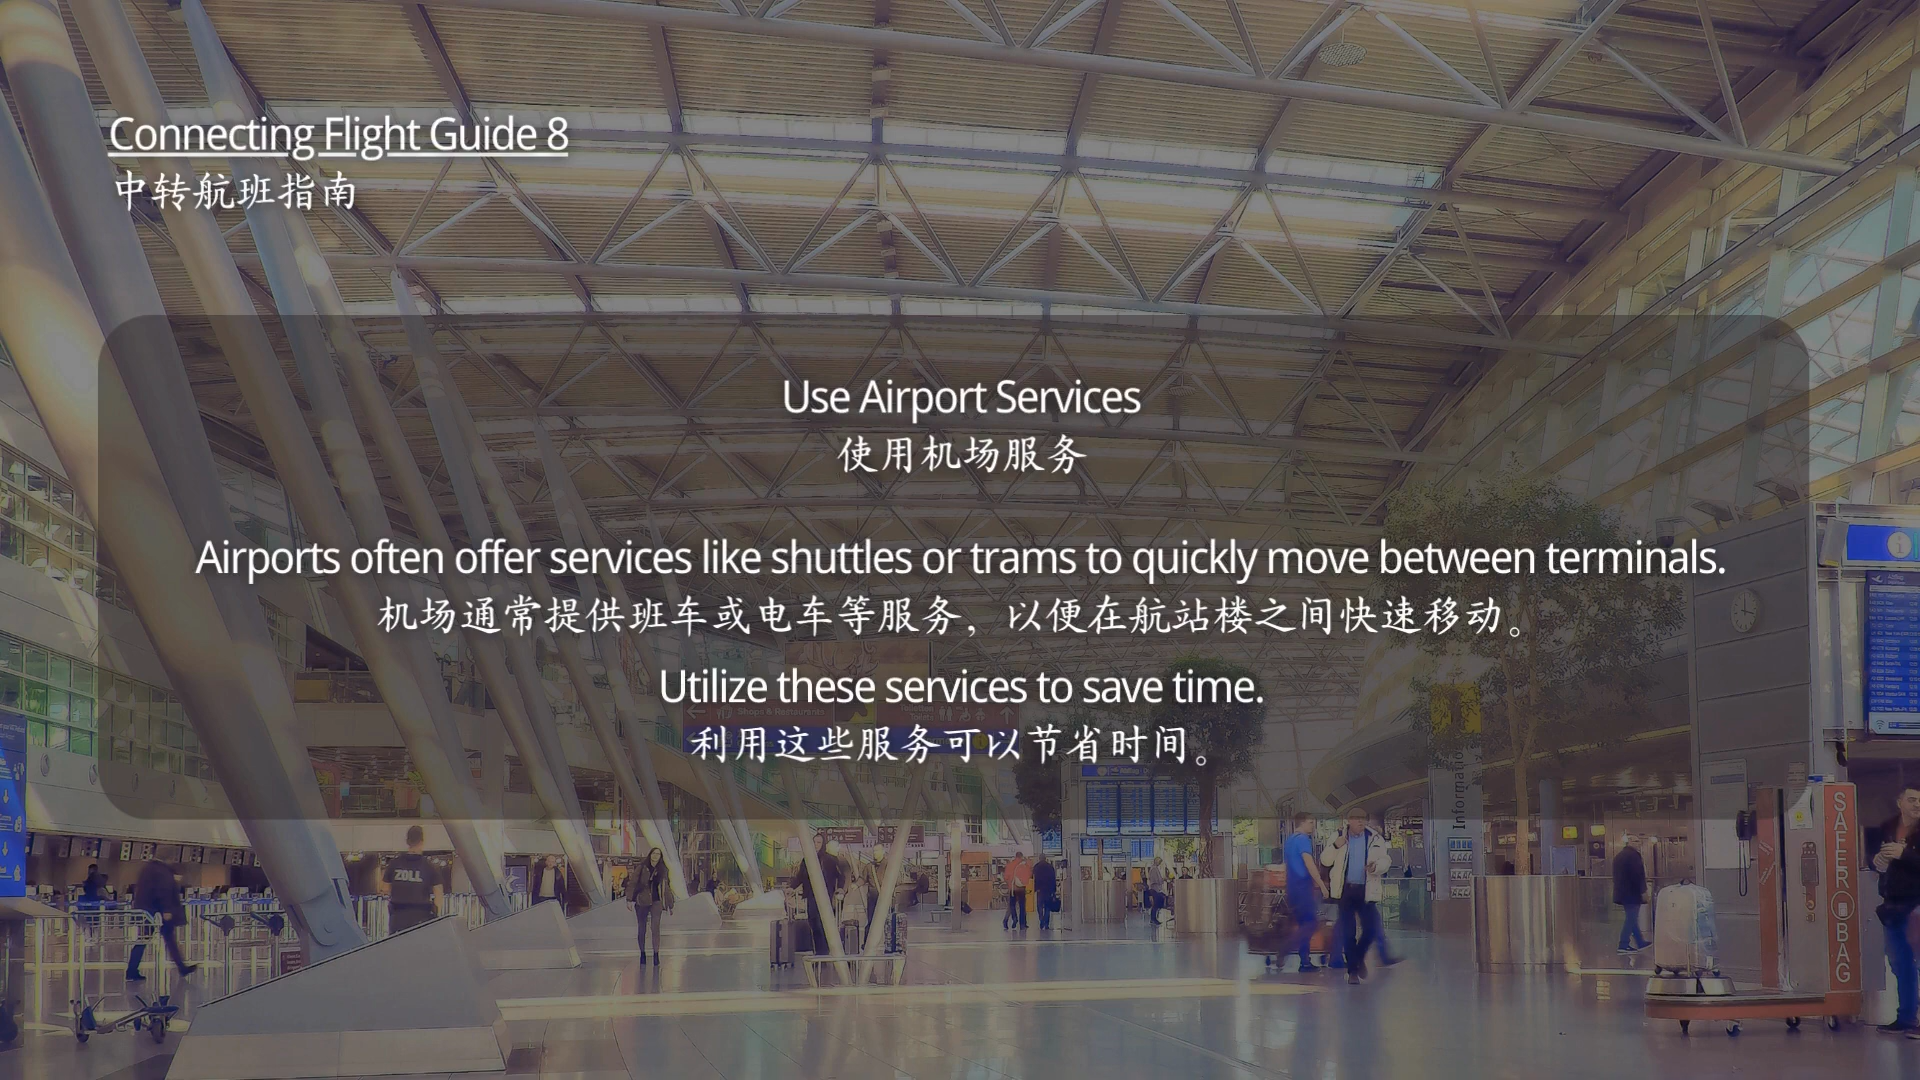 Connecting Flight Guide 8
中转航班指南
Use Airport Services
使用机场服务
Airports often offer services like shuttles or trams to quickly move between terminals.
机场通常提供班车或电车等服务，以便在航站楼之间快速移动。
Utilize these services to save time.
利用这些服务可以节省时间。
Shops & Restaurants
Information
ZOLL
SAFE BAG